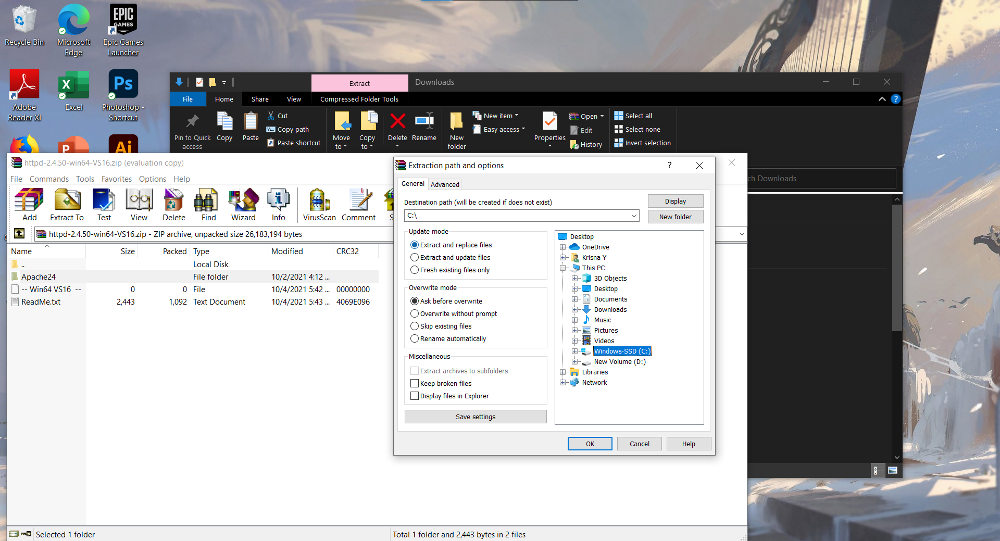 Recycle Bin
Microsoft Edge
EPIC GAMES
Epic Games Launcher
Adobe Reader XI
X
Excel
Ps
Photoshop - Shortcut
P
Ai
Extract
Downloads
File
Home
Share
View
Compressed Folder Tools
?
Pin to Quick access
Copy
Paste
Cut
Copy path
Paste shortcut
Move to
Copy to
Delete
Rename
New folder
New item
Easy access
Properties
Open
Edit
History
Select all
Select none
Invert selection
ch Downloads
httpd-2.4.50-win64-VS16.zip (evaluation copy)
File Commands Tools Favorites Options Help
Add
Extract To
Test
View
Delete
Find
Wizard
Info
VirusScan
Comment
S
httpd-2.4.50-win64-VS16.zip - ZIP archive, unpacked size 26,183,194 bytes
Name Size Packed Type Modified CRC32
.. Local Disk
Apache24 File folder 10/2/2021 4:12 ...
-- Win64 VS16 -- 0 0 File 10/4/2021 5:42 ... 00000000
ReadMe.txt 2,443 1,092 Text Document 10/4/2021 5:43 ... 4069E096
Selected 1 folder
Total 1 folder and 2,443 bytes in 2 files
Extraction path and options
?
General
Advanced
Destination path (will be created if does not exist)
C:\
Display
New folder
Update mode
Extract and replace files
Extract and update files
Fresh existing files only
Overwrite mode
Ask before overwrite
Overwrite without prompt
Skip existing files
Rename automatically
Miscellaneous
Extract archives to subfolders
Keep broken files
Display files in Explorer
Save settings
Desktop
OneDrive
Krisna Y
This PC
3D Objects
Desktop
Documents
Downloads
Music
Pictures
Videos
Windows-SSD (C:)
New Volume (D:)
Libraries
Network
OK
Cancel
Help